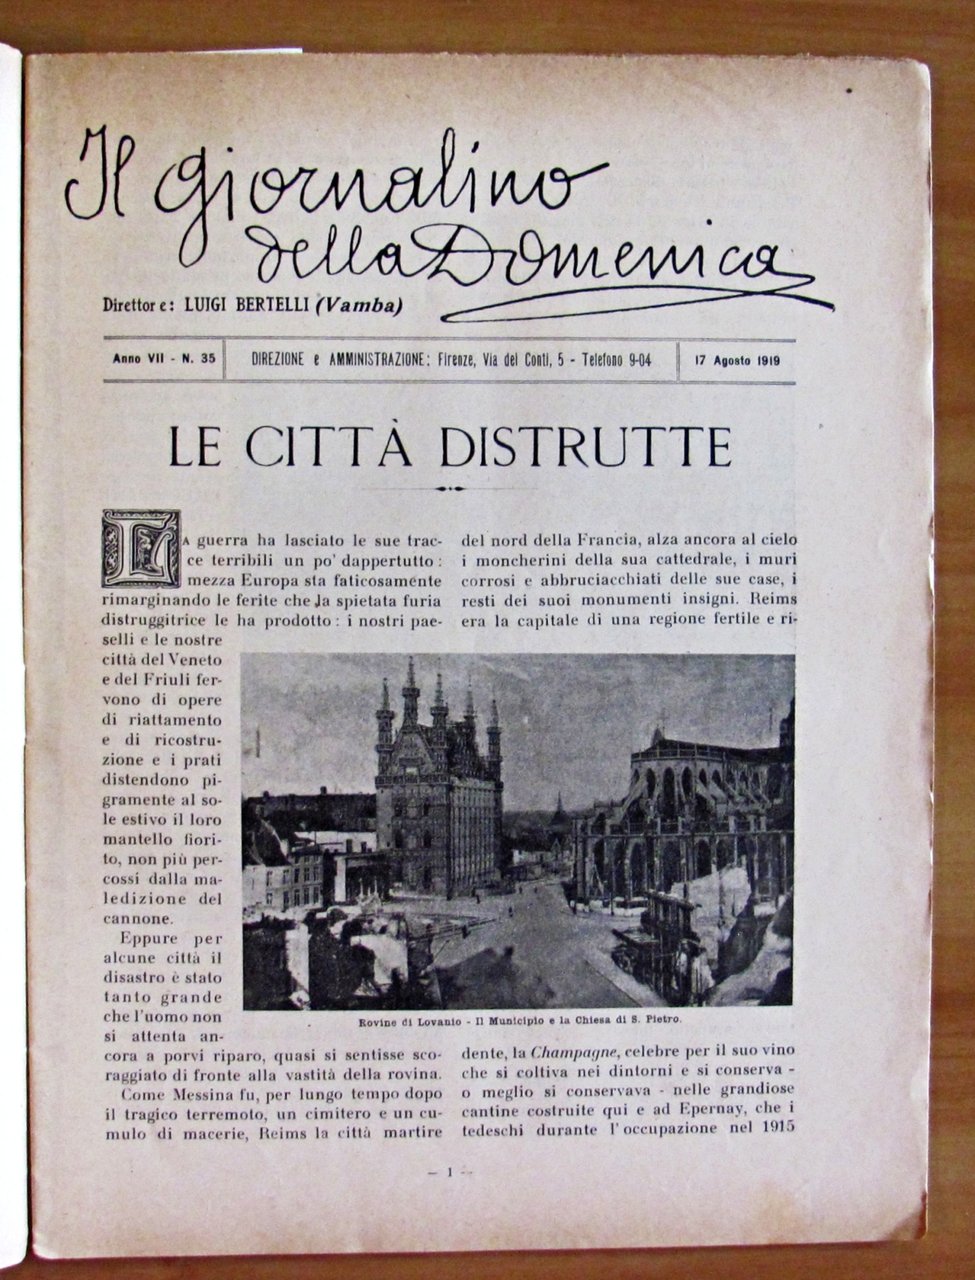 Il giornalino
della Domenica
Direttore: LUIGI BERTELLI (Vamba)
Anno VII - N. 35
DIREZIONE e AMMINISTRAZIONE: Firenze, Via dei Conti, 5 - Telefono 9-04
17 Agosto 1919
LE CITTÀ DISTRUTTE
LA guerra ha lasciato le sue trac-
ce terribili un po' dappertutto:
mezza Europa sta faticosamente
rimarginando le ferite che la spietata furia
distruggitrice le ha prodotto: i nostri pae-
selli e le nostre
città del Veneto
e del Friuli fer-
vono di opere
di riattamento
e di ricostru-
zione e i prati
distendono pi-
gramente al so-
le estivo il loro
mantello fiori-
to, non più per-
cossi dalla ma-
ledizione del
cannone.
Eppure per
alcune città il
disastro è stato
tanto grande
che l'uomo non
si attenta an-
cora a porvi riparo, quasi si sentisse sco-
raggiato di fronte alla vastità della rovina.
Come Messina fu, per lungo tempo dopo
il tragico terremoto, un cimitero e un cu-
mulo di macerie, Reims la città martire
del nord della Francia, alza ancora al cielo
i moncherini della sua cattedrale, i muri
corrosi e abbruciacchiati delle sue case, i
resti dei suoi monumenti insigni. Reims
era la capitale di una regione fertile e ri-
Rovine di Lovanio - Il Municipio e la Chiesa di S. Pietro.
dente, la Champagne, celebre per il suo vino
che si coltiva nei dintorni e si conserva -
o meglio si conservava - nelle grandiose
cantine costruite qui e ad Epernay, che i
tedeschi durante l'occupazione nel 1915
— 1 —